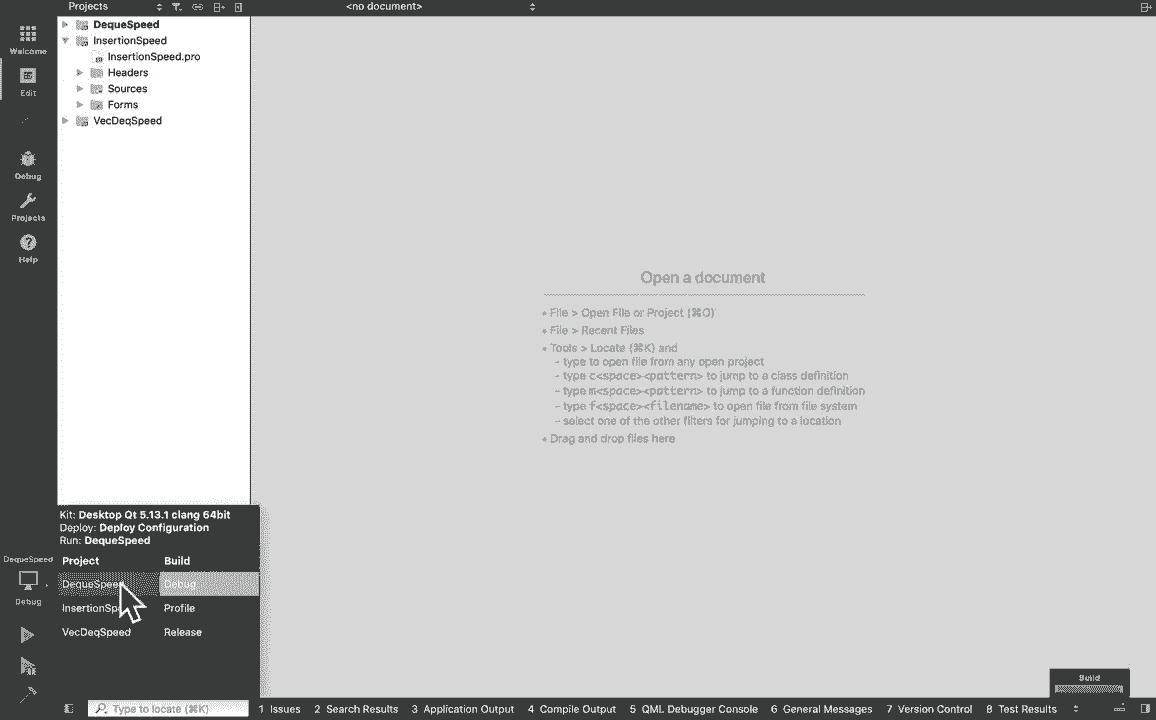 Projects
<no document>
Welcome
Edit
Debug
Projects
Help
DequeSpeed
InsertionSpeed
InsertionSpeed.pro
Headers
Sources
Forms
VecDeqSpeed
Open a document
• File > Open File or Project (⌘O)
• File > Recent Files
• Tools > Locate (⌘K) and
– type to open file from any open project
– type c<space><pattern> to jump to a class definition
– type m<space><pattern> to jump to a function definition
– type f<space><filename> to open file from file system
– select one of the other filters for jumping to a location
• Drag and drop files here
Kit: Desktop Qt 5.13.1 clang 64bit
Deploy: Deploy Configuration
Run: DequeSpeed
DequeSpeed
Debug
Project Build
DequeSpeed Debug
InsertionSp Profile
VecDeqSpeed Release
Build
Type to locate (⌘K)
1 Issues 2 Search Results 3 Application Output 4 Compile Output 5 QML Debugger Console 6 General Messages 7 Version Control 8 Test Results